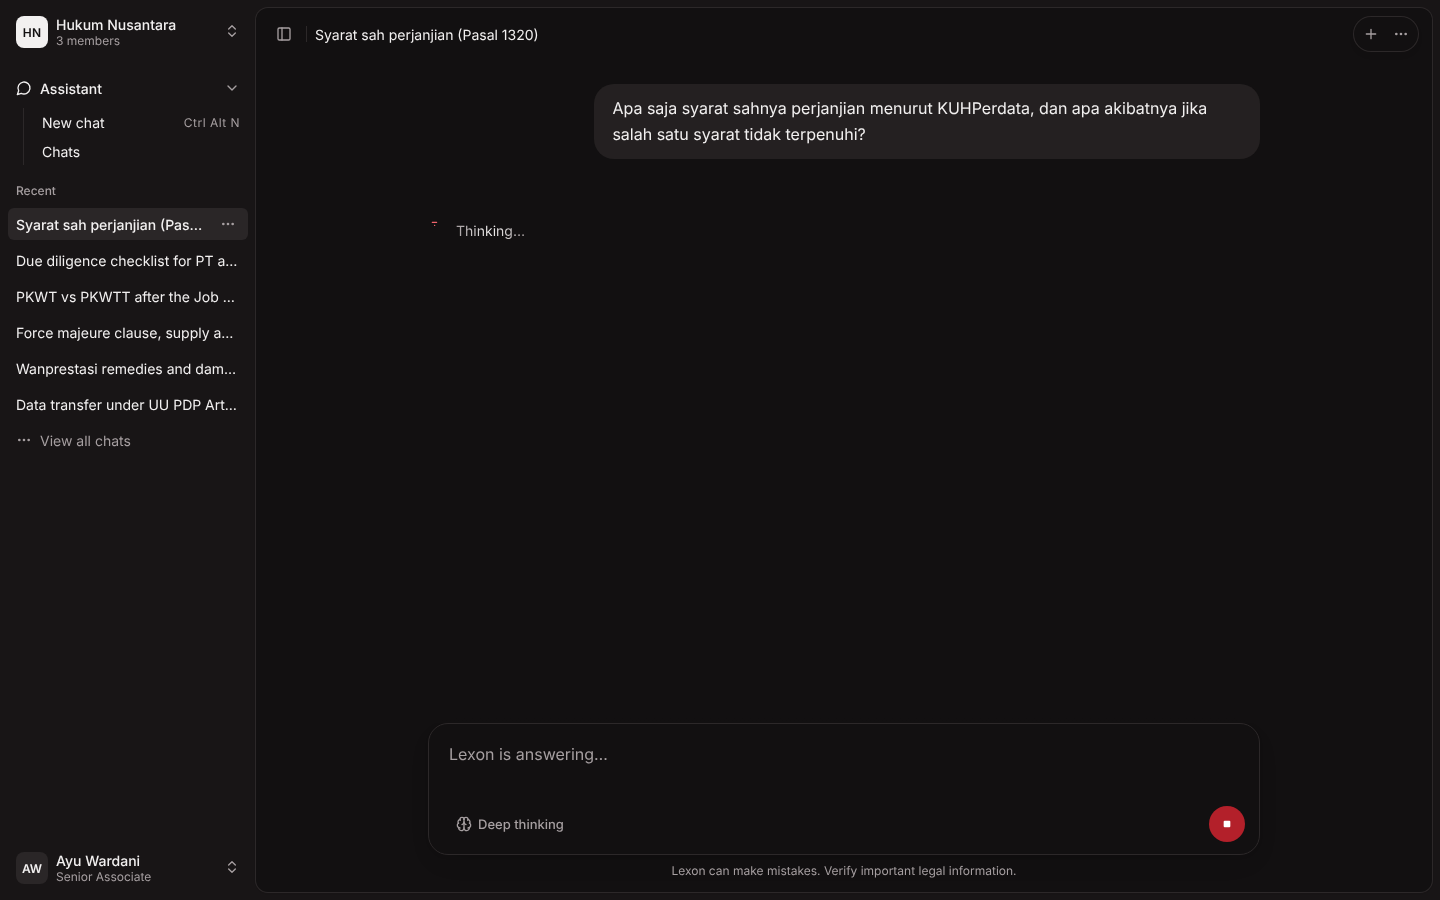 HN
Hukum Nusantara
3 members
Assistant
New chat
Ctrl Alt N
Chats
Recent
Syarat sah perjanjian (Pas...
Due diligence checklist for PT a...
PKWT vs PKWTT after the Job ...
Force majeure clause, supply a...
Wanprestasi remedies and dam...
Data transfer under UU PDP Art...
View all chats
AW
Ayu Wardani
Senior Associate
Syarat sah perjanjian (Pasal 1320)
Apa saja syarat sahnya perjanjian menurut KUHPerdata, dan apa akibatnya jika
salah satu syarat tidak terpenuhi?
Thinking...
Lexon is answering...
Deep thinking
Lexon can make mistakes. Verify important legal information.